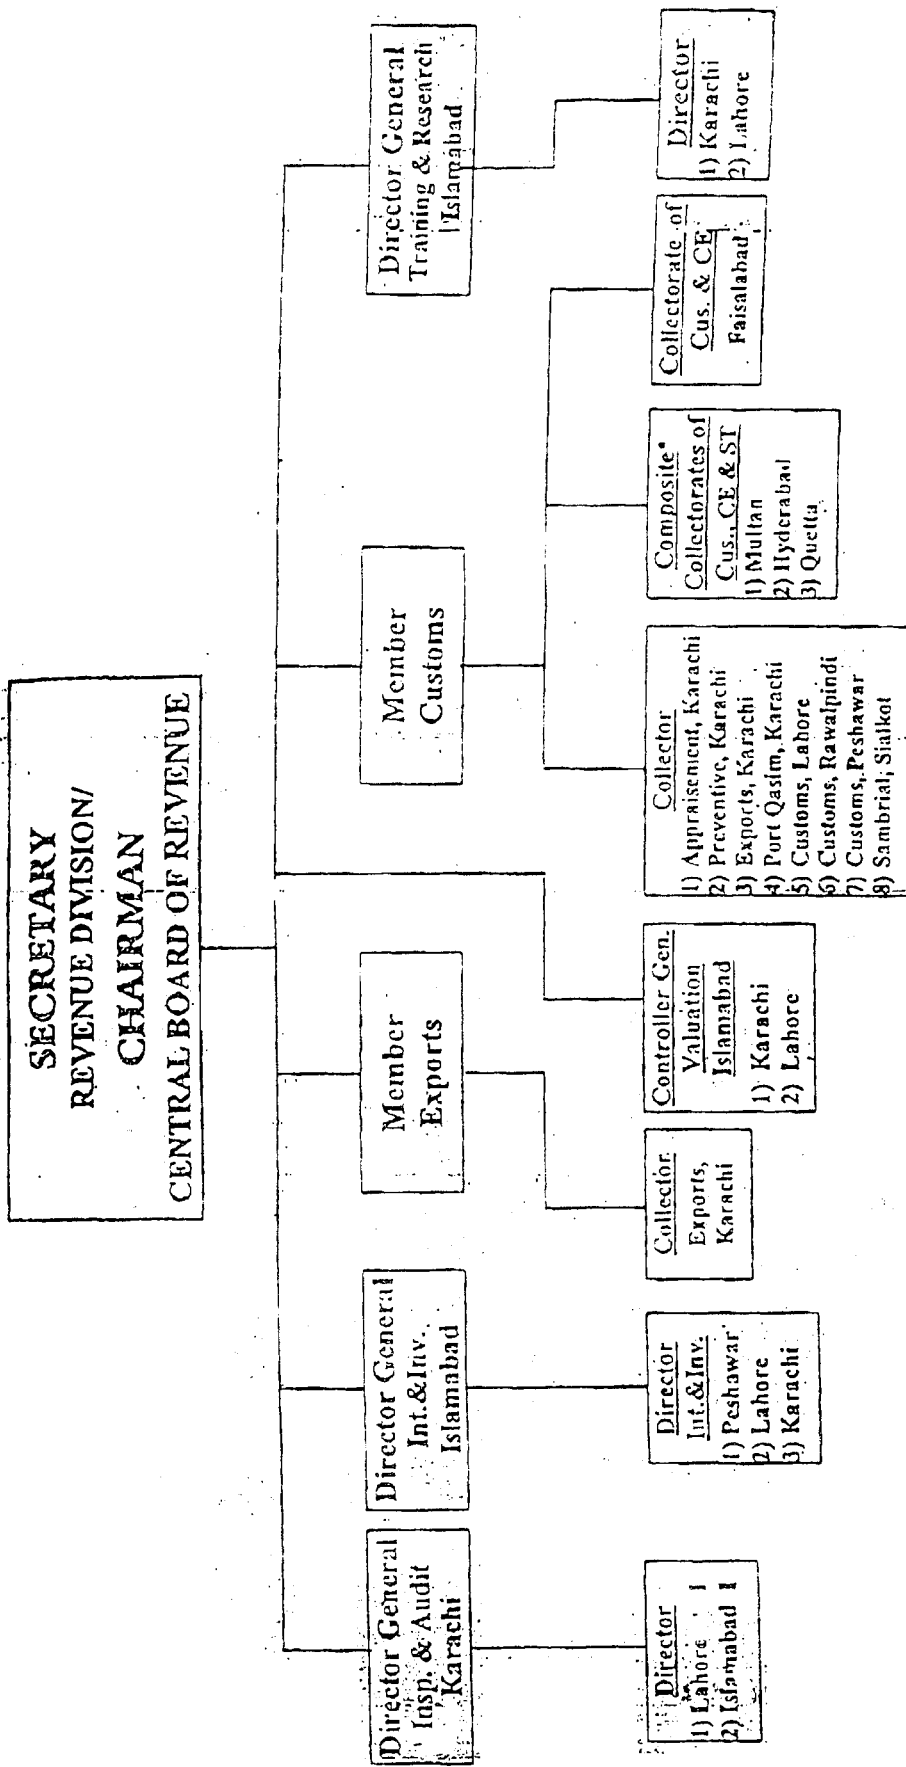 SECRETARY
REVENUE DIVISION/
CHAIRMAN
CENTRAL BOARD OF REVENUE
Director General
Insp. & Audit
Karachi
Director General
Int.&Inv.
Islamabad
Member
Exports
Member
Customs
Director General
Training & Research
Islamabad
Director
1) Lahore
2) Islamabad
Director
Int.&Inv.
1) Peshawar
2) Lahore
3) Karachi
Collector
Exports,
Karachi
Controller Gen.
Valuation
Islamabad
1) Karachi
2) Lahore
Collector
1) Appraisement, Karachi
2) Preventive, Karachi
3) Exports, Karachi
4) Port Qasim, Karachi
5) Customs, Lahore
6) Customs, Rawalpindi
7) Customs, Peshawar
8) Sambrial, Sialkot
Composite*
Collectorates of
Cus., CE & ST
1) Multan
2) Hyderabad
3) Quetta
Collectorate of
Cus. & CE
Faisalabad
Director
1) Karachi
2) Lahore